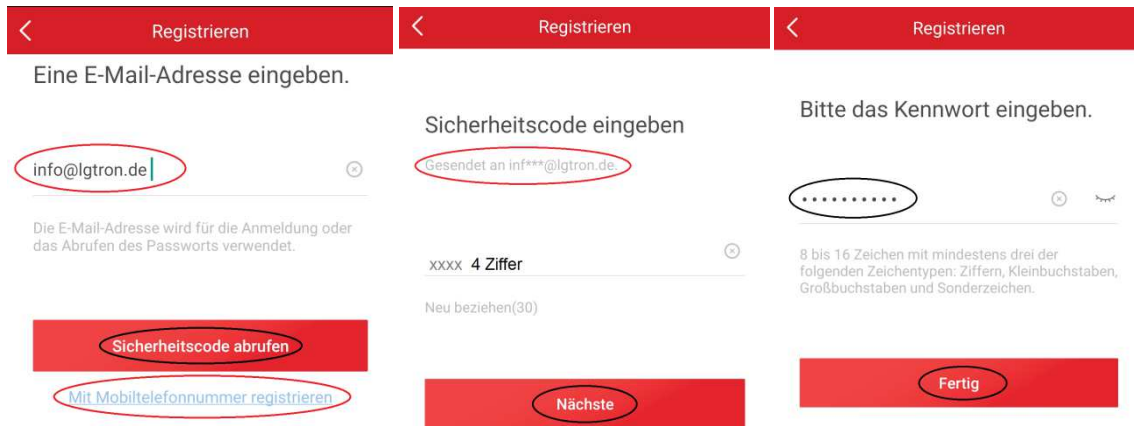 Registrieren
Eine E-Mail-Adresse eingeben.
info@lgtron.de
Die E-Mail-Adresse wird für die Anmeldung oder
das Abrufen des Passworts verwendet.
Sicherheitscode abrufen
Mit Mobiltelefonnummer registrieren
Registrieren
Sicherheitscode eingeben
Gesendet an inf***@lgtron.de.
xxxx 4 Ziffer
Neu beziehen(30)
Nächste
Registrieren
Bitte das Kennwort eingeben.
••••••••••
8 bis 16 Zeichen mit mindestens drei der
folgenden Zeichentypen: Ziffern, Kleinbuchstaben,
Großbuchstaben und Sonderzeichen.
Fertig